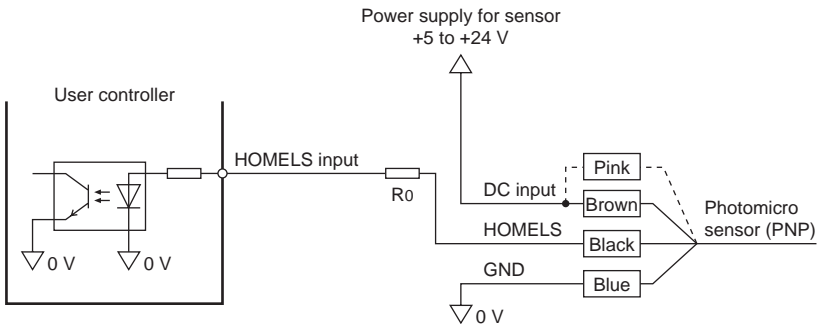 Power supply for sensor
+5 to +24 V
User controller
HOMELS input
R0
0 V
0 V
DC input
HOMELS
GND
0 V
Pink
Brown
Black
Blue
Photomicro
sensor (PNP)